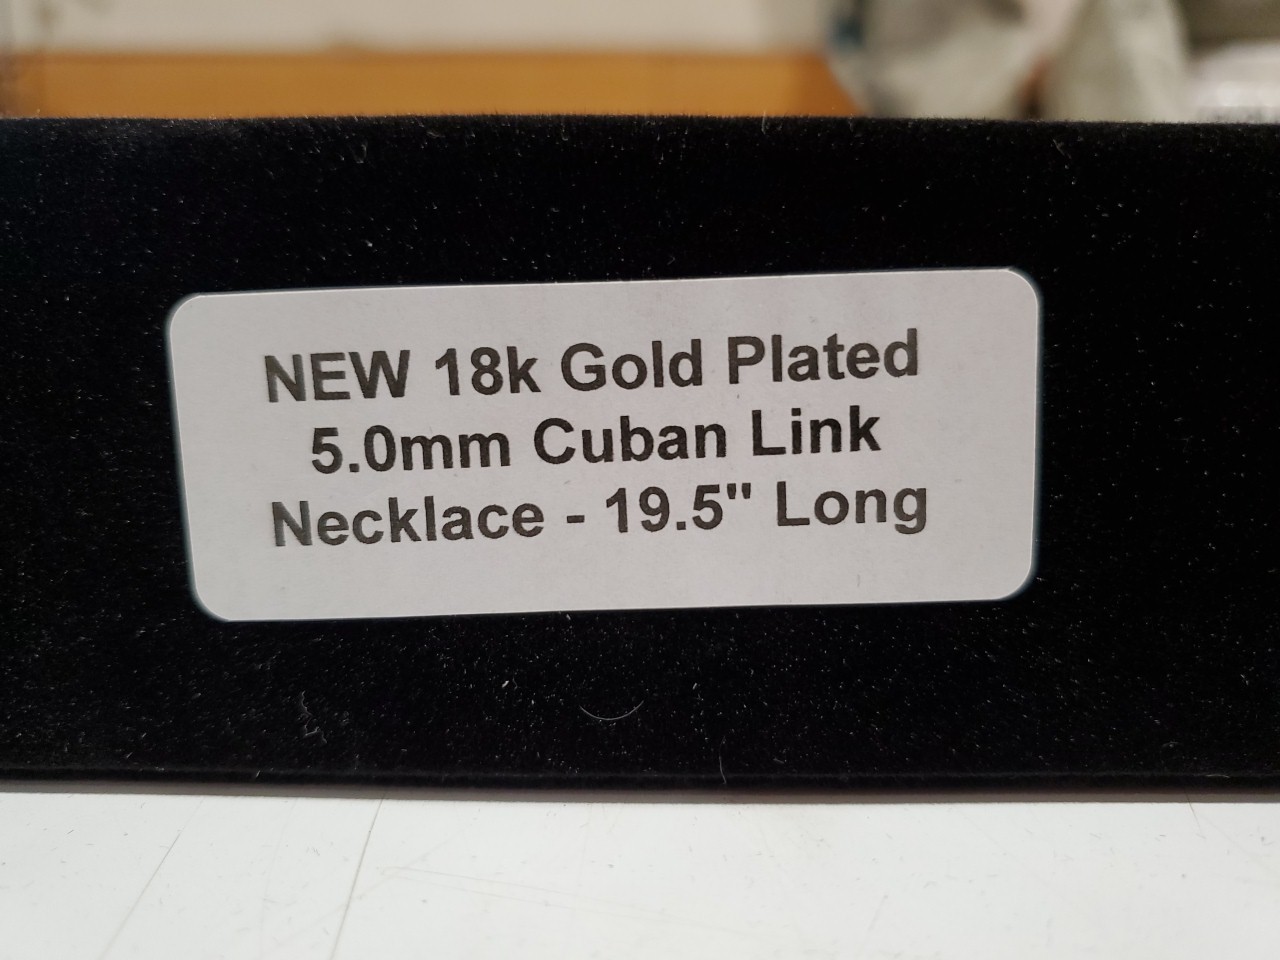 NEW 18k Gold Plated
5.0mm Cuban Link
Necklace - 19.5" Long